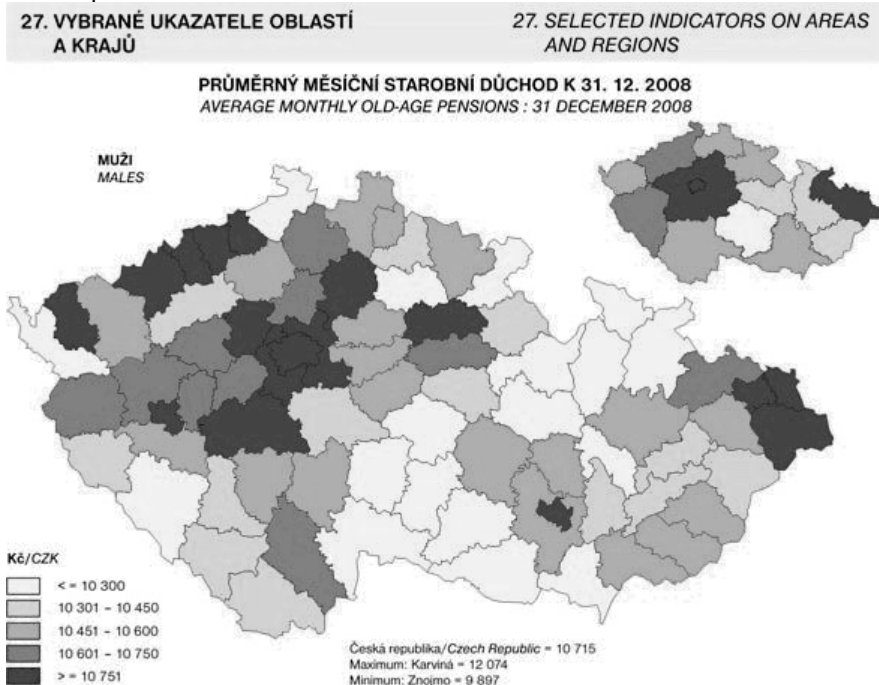 27. VYBRANÉ UKAZATELE OBLASTÍ
A KRAJŮ
27. SELECTED INDICATORS ON AREAS
AND REGIONS
PRŮMĚRNÝ MĚSÍČNÍ STAROBNÍ DŮCHOD K 31. 12. 2008
AVERAGE MONTHLY OLD-AGE PENSIONS : 31 DECEMBER 2008
MUŽI
MALES
Kč/CZK
< = 10 300
10 301 – 10 450
10 451 - 10 600
10 601 - 10 750
> = 10 751
Česká republika/Czech Republic = 10 715
Maximum: Karviná = 12 074
Minimum: Znojmo = 9 897